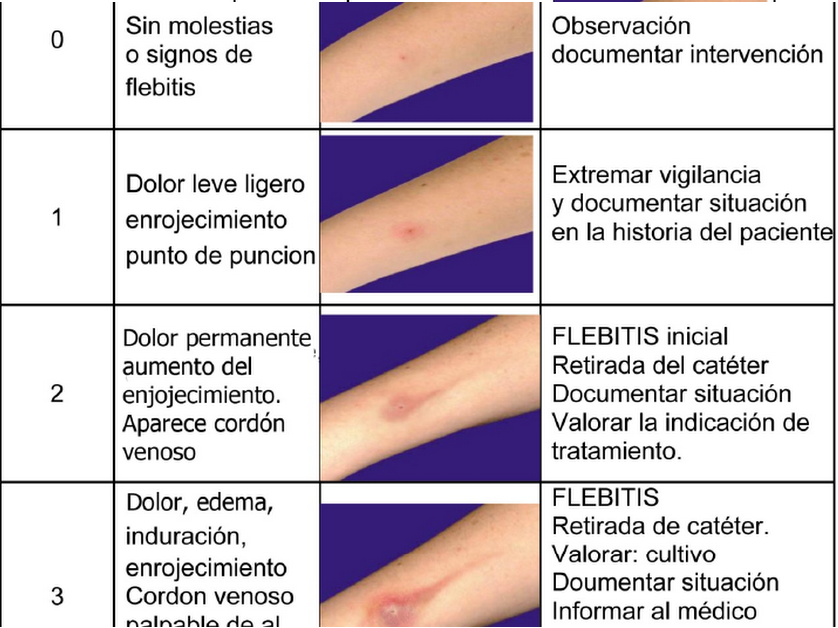 0
Sin molestias
o signos de
flebitis
Observación
documentar intervención
1
Dolor leve ligero
enrojecimiento
punto de puncion
Extremar vigilancia
y documentar situación
en la historia del paciente
2
Dolor permanente
aumento del
enjojecimiento.
Aparece cordón
venoso
FLEBITIS inicial
Retirada del catéter
Documentar situación
Valorar la indicación de
tratamiento.
3
Dolor, edema,
induración,
enrojecimiento
Cordon venoso
palpable de al
FLEBITIS
Retirada de catéter.
Valorar: cultivo
Doumentar situación
Informar al médico